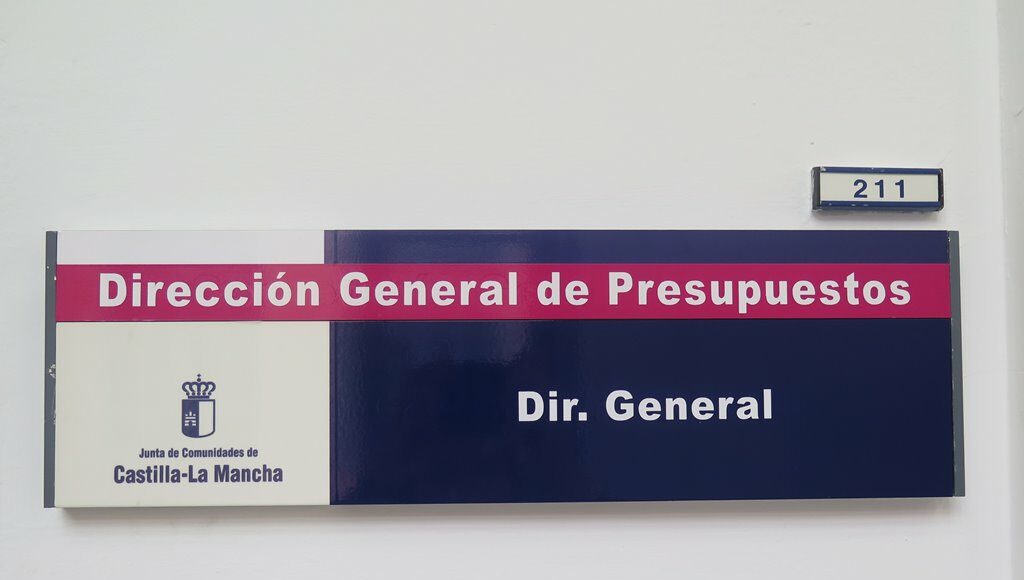 211
Dirección General de Presupuestos
Dir. General
Junta de Comunidades de
Castilla-La Mancha